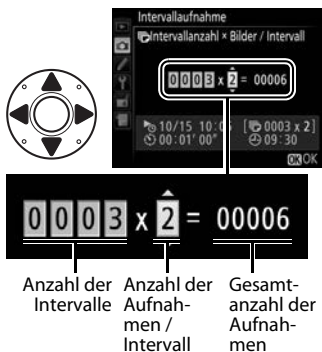 Intervallaufnahme
Intervallanzahl × Bilder / Intervall
0003 x 2 = 00006
10/15 10:05 [0003 x 2]
00:01' 00" 09:30
OK OK
0003 x 2 = 00006
Anzahl der Intervalle
Anzahl der Aufnah-
men /
Intervall
Gesamt-
anzahl der
Aufnah-
men